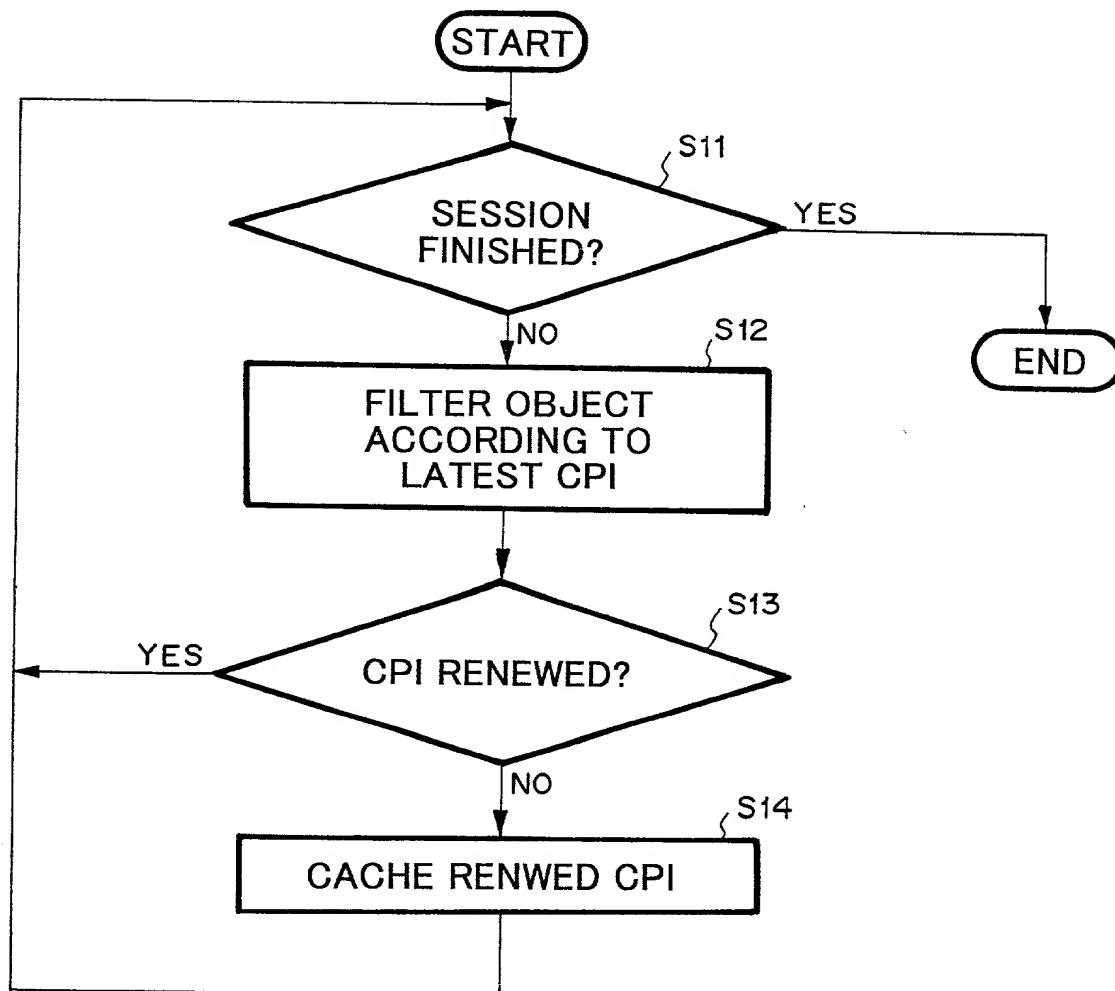 START
S11
SESSION
FINISHED?
YES
NO
S12
END
FILTER OBJECT
ACCORDING TO
LATEST CPI
S13
YES
CPI RENEWED?
NO
S14
CACHE RENWED CPI